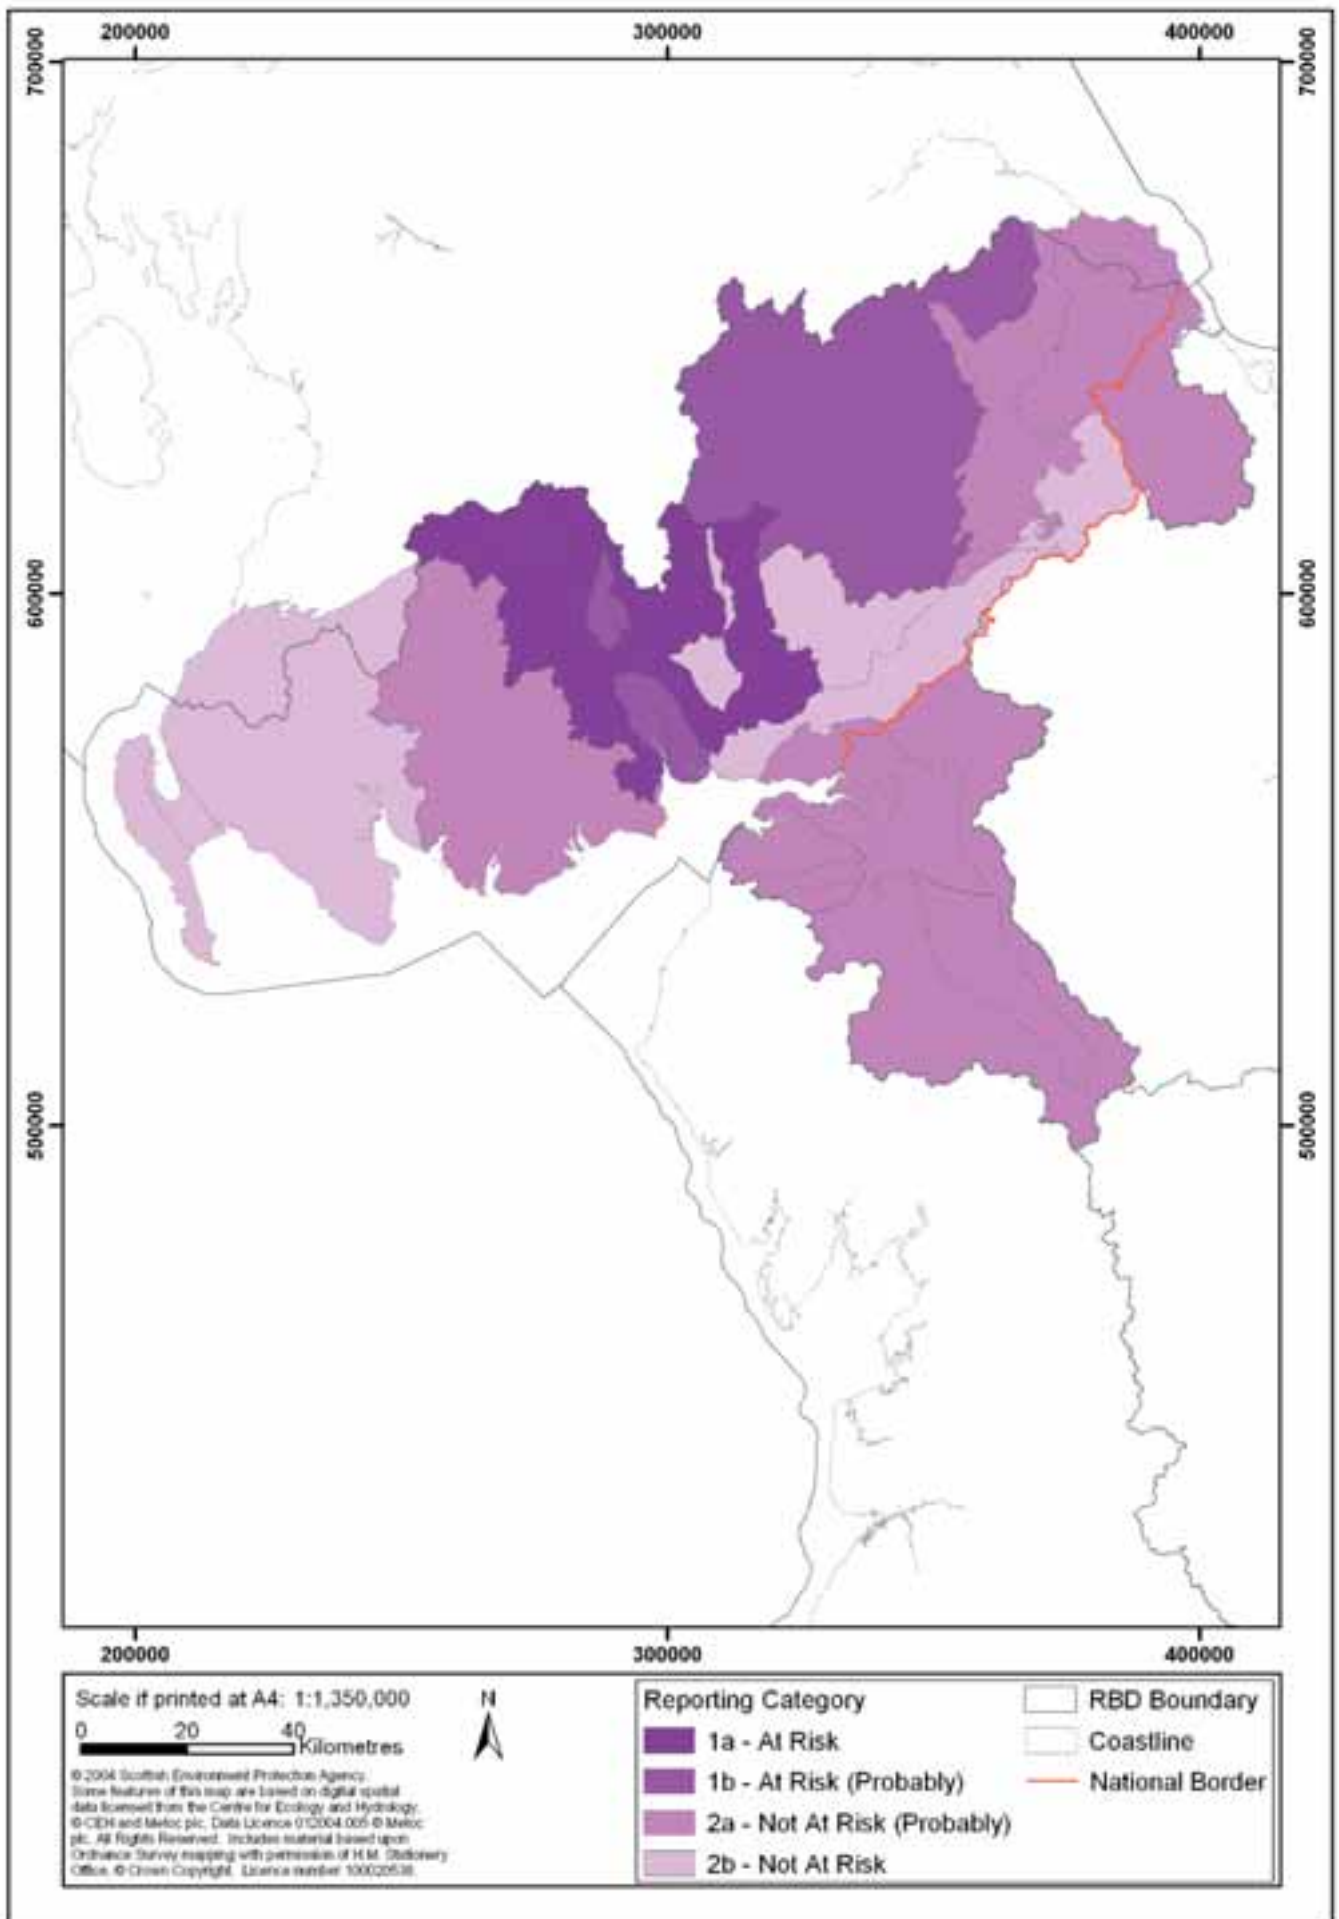 200000 300000 400000
700000 700000
600000 600000
500000 500000
200000 300000 400000
Scale if printed at A4: 1:1,350,000
N
0 20 40
Kilometres
© 2004 Scottish Environment Protection Agency.
Some features of this map are based on digital spatial
data licensed from the Centre for Ecology and Hydrology,
© CEH and Metoc plc, Data Licence 012004.005 © Metoc
plc. All Rights Reserved. Includes material based upon
Ordnance Survey mapping with permission of H.M. Stationery
Office. © Crown Copyright. Licence number
Reporting Category
1a - At Risk
1b - At Risk (Probably)
2a - Not At Risk (Probably)
2b - Not At Risk
RBD Boundary
Coastline
National Border